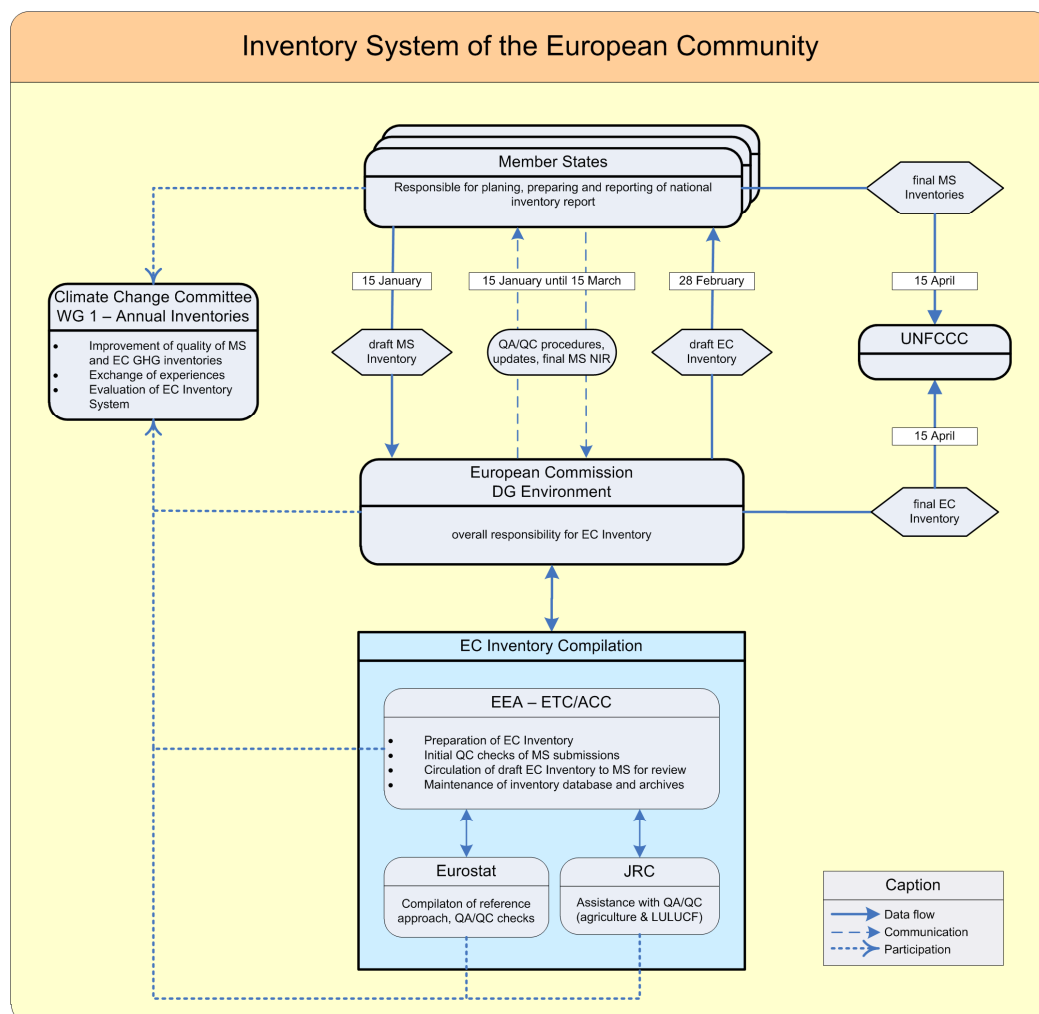 Inventory System of the European Community
Member States
Responsible for planing, preparing and reporting of national
inventory report
final MS
Inventories
15 January
15 January until 15 March
28 February
15 April
Climate Change Committee
WG 1 – Annual Inventories
• Improvement of quality of MS
and EC GHG inventories
• Exchange of experiences
• Evaluation of EC Inventory
System
draft MS
Inventory
QA/QC procedures,
updates, final MS NIR
draft EC
Inventory
UNFCCC
15 April
European Commission
DG Environment
overall responsibility for EC Inventory
final EC
Inventory
EC Inventory Compilation
EEA – ETC/ACC
• Preparation of EC Inventory
• Initial QC checks of MS submissions
• Circulation of draft EC Inventory to MS for review
• Maintenance of inventory database and archives
Eurostat
Compilaton of reference
approach, QA/QC checks
JRC
Assistance with QA/QC
(agriculture & LULUCF)
Caption
Data flow
Communication
Participation